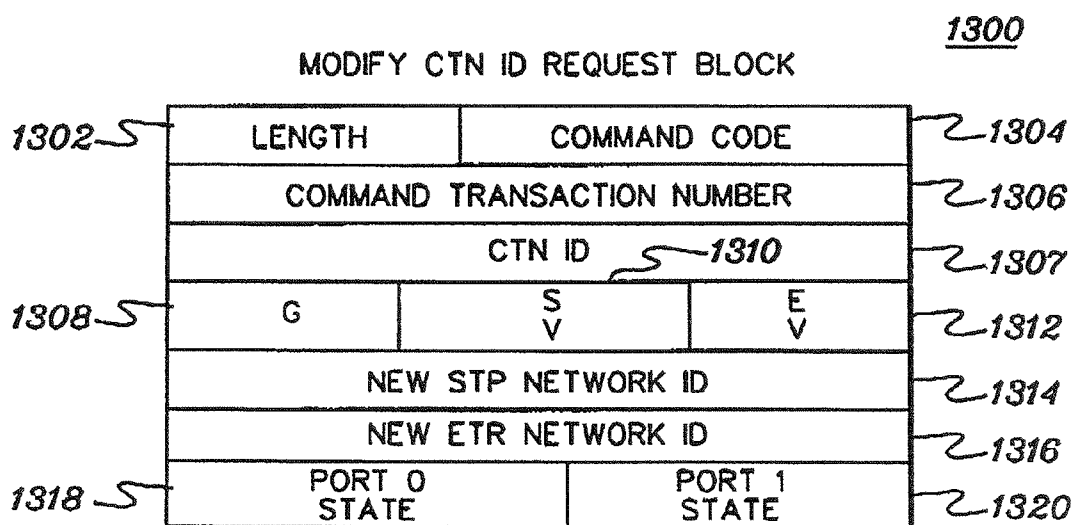 1300
MODIFY CTN ID REQUEST BLOCK
1302 LENGTH COMMAND CODE 1304
COMMAND TRANSACTION NUMBER 1306
CTN ID 1310 1307
1308 G S V E V 1312
NEW STP NETWORK ID 1314
NEW ETR NETWORK ID 1316
1318 PORT 0 STATE PORT 1 STATE 1320